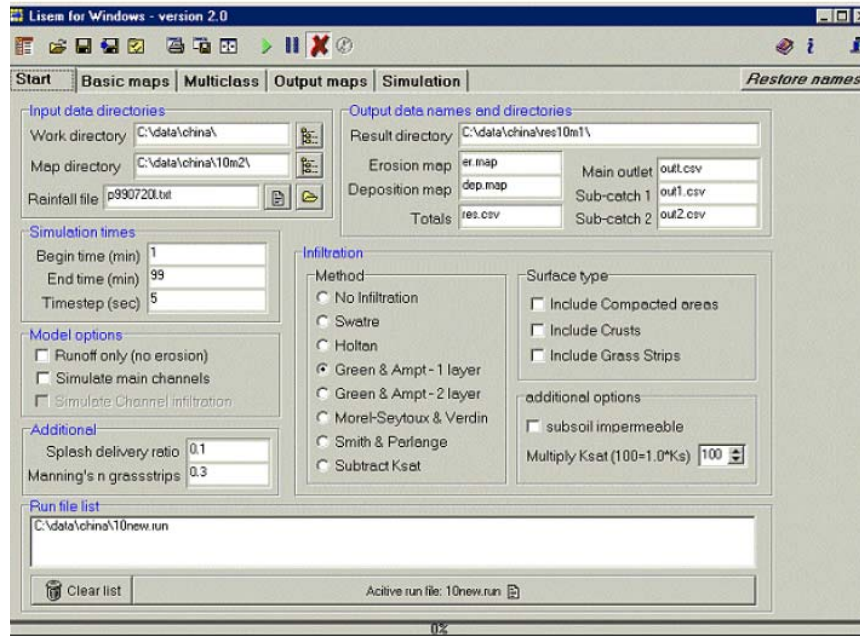 Lisem for Windows - version 2.0
Start Basic maps Multiclass Output maps Simulation Restore names
Input data directories
Work directory C:\data\china\
Map directory C:\data\china\10m2\
Rainfall file p990720l.txt
Output data names and directories
Result directory C:\data\china\res10m1\
Erosion map er.map
Deposition map dep.map
Totals res.csv
Main outlet outt.csv
Sub-catch 1 out1.csv
Sub-catch 2 out2.csv
Simulation times
Begin time (min) 1
End time (min) 99
Timestep (sec) 5
Model options
Runoff only (no erosion)
Simulate main channels
Simulate Channel infiltration
Additional
Splash delivery ratio 0.1
Manning's n grassstrips 0.3
Infiltration
Method
No Infiltration
Swatre
Holtan
Green & Ampt - 1 layer
Green & Ampt - 2 layer
Morel-Seytoux & Verdin
Smith & Parlange
Subtract Ksat
Surface type
Include Compacted areas
Include Crusts
Include Grass Strips
additional options
subsoil impermeable
Multiply Ksat (100=1.0*Ks) 100
Run file list
C:\data\china\10new.run
Clear list
Acitive run file: 10new.run
0%